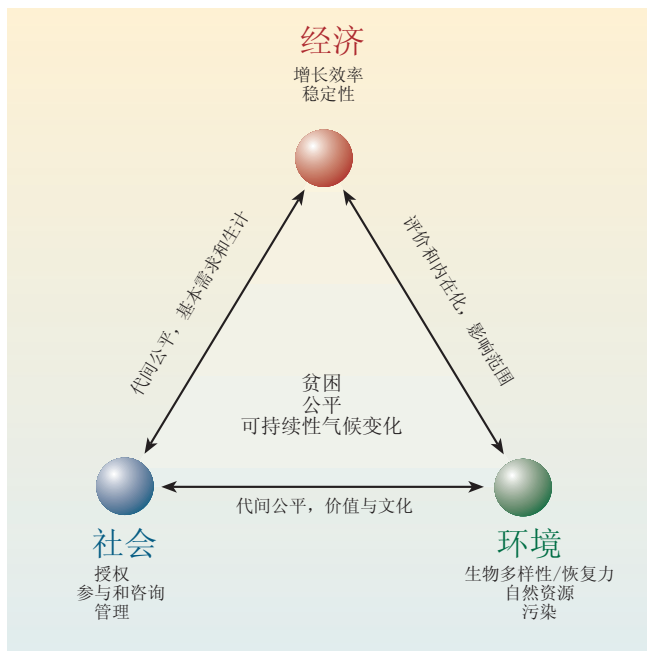 经济
增长效率
稳定性
代间公平，基本需求和生计
评价和内在化，影响范围
贫困
公平
可持续性气候变化
代间公平，价值与文化
社会
授权
参与和咨询
管理
环境
生物多样性/恢复力
自然资源
污染